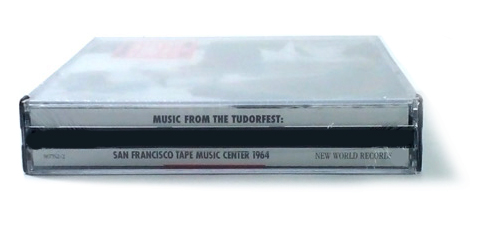 MUSIC FROM THE TUDORFEST:
SAN FRANCISCO TAPE MUSIC CENTER 1964 NEW WORLD RECORDS